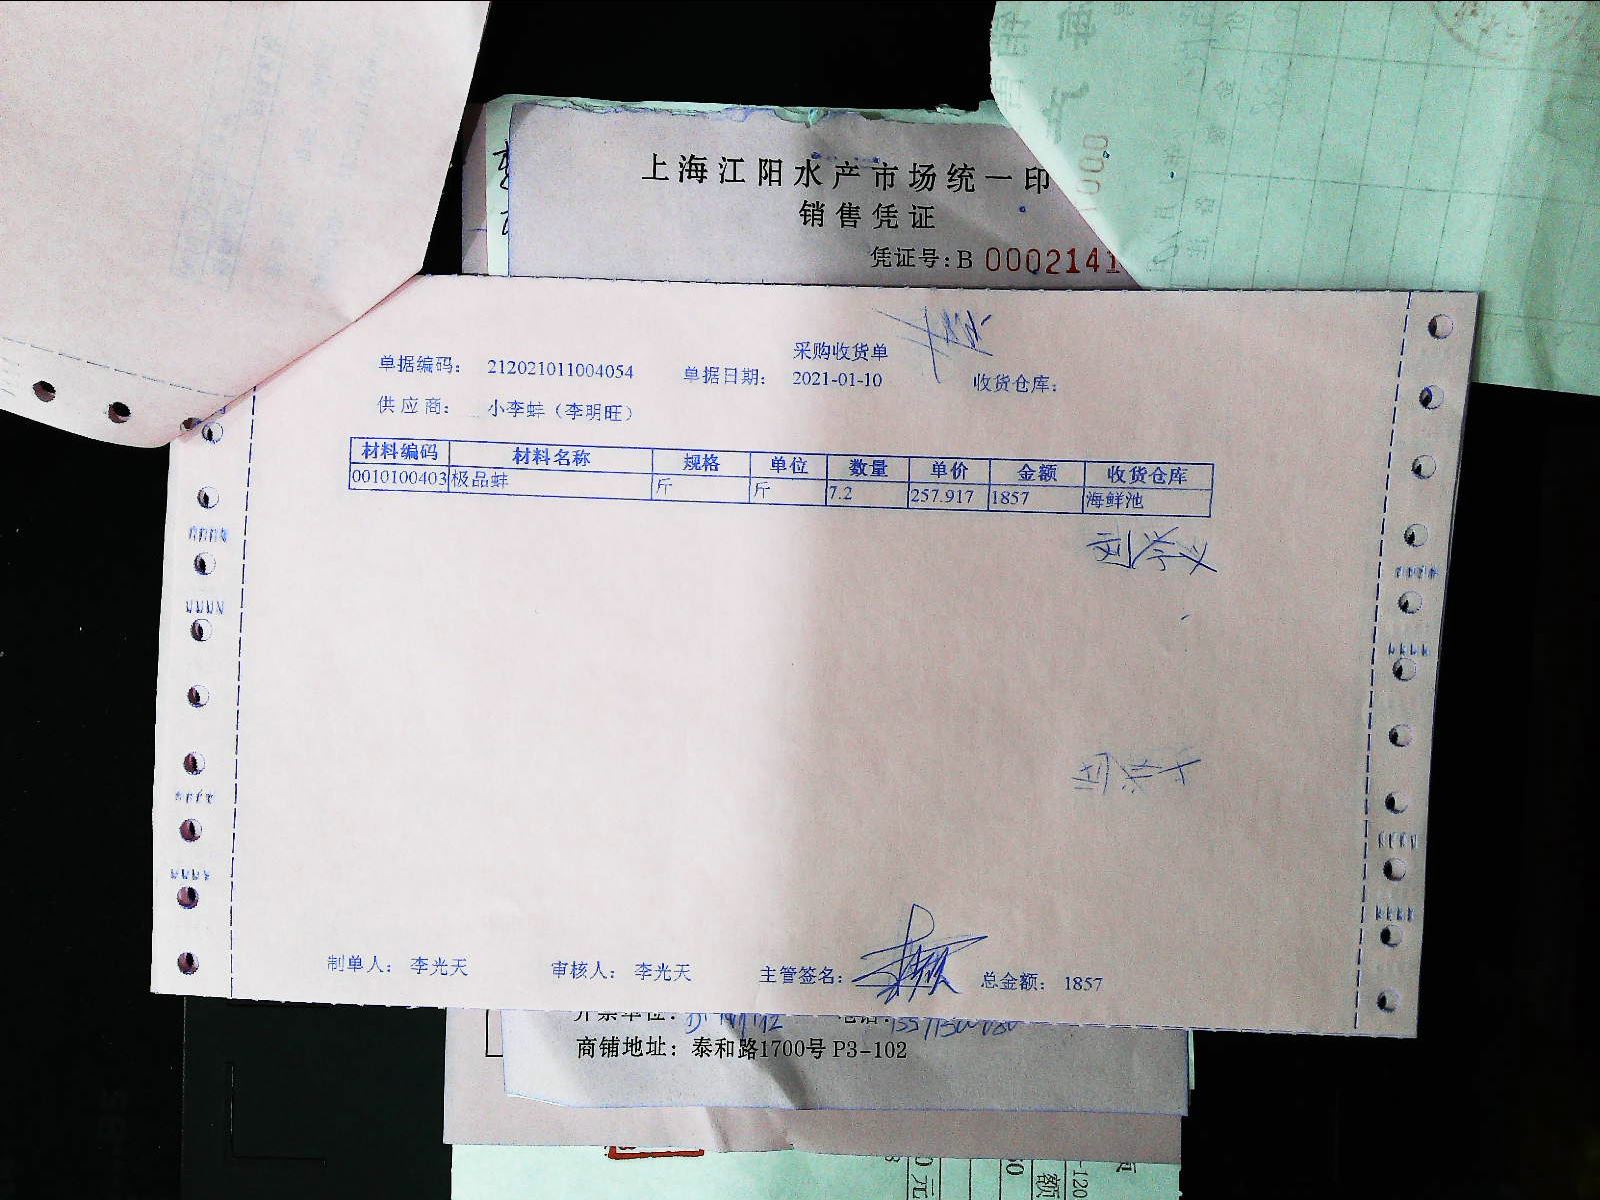 上海江阳水产市场统一印
销售凭证
凭证号:B 0002141
采购收货单
单据编码： 212021011004054 单据日期： 2021-01-10 收货仓库：
供应商： 小李蚌（李明旺）
材料编码 材料名称 规格 单位 数量 单价 金额 收货仓库
0010100403 极品蚌 斤 斤 7.2 257.917 1857 海鲜池
制单人： 李光天 审核人： 李光天 主管签名： 总金额： 1857
开票单位： 电话：
商铺地址：泰和路1700号 P3-102